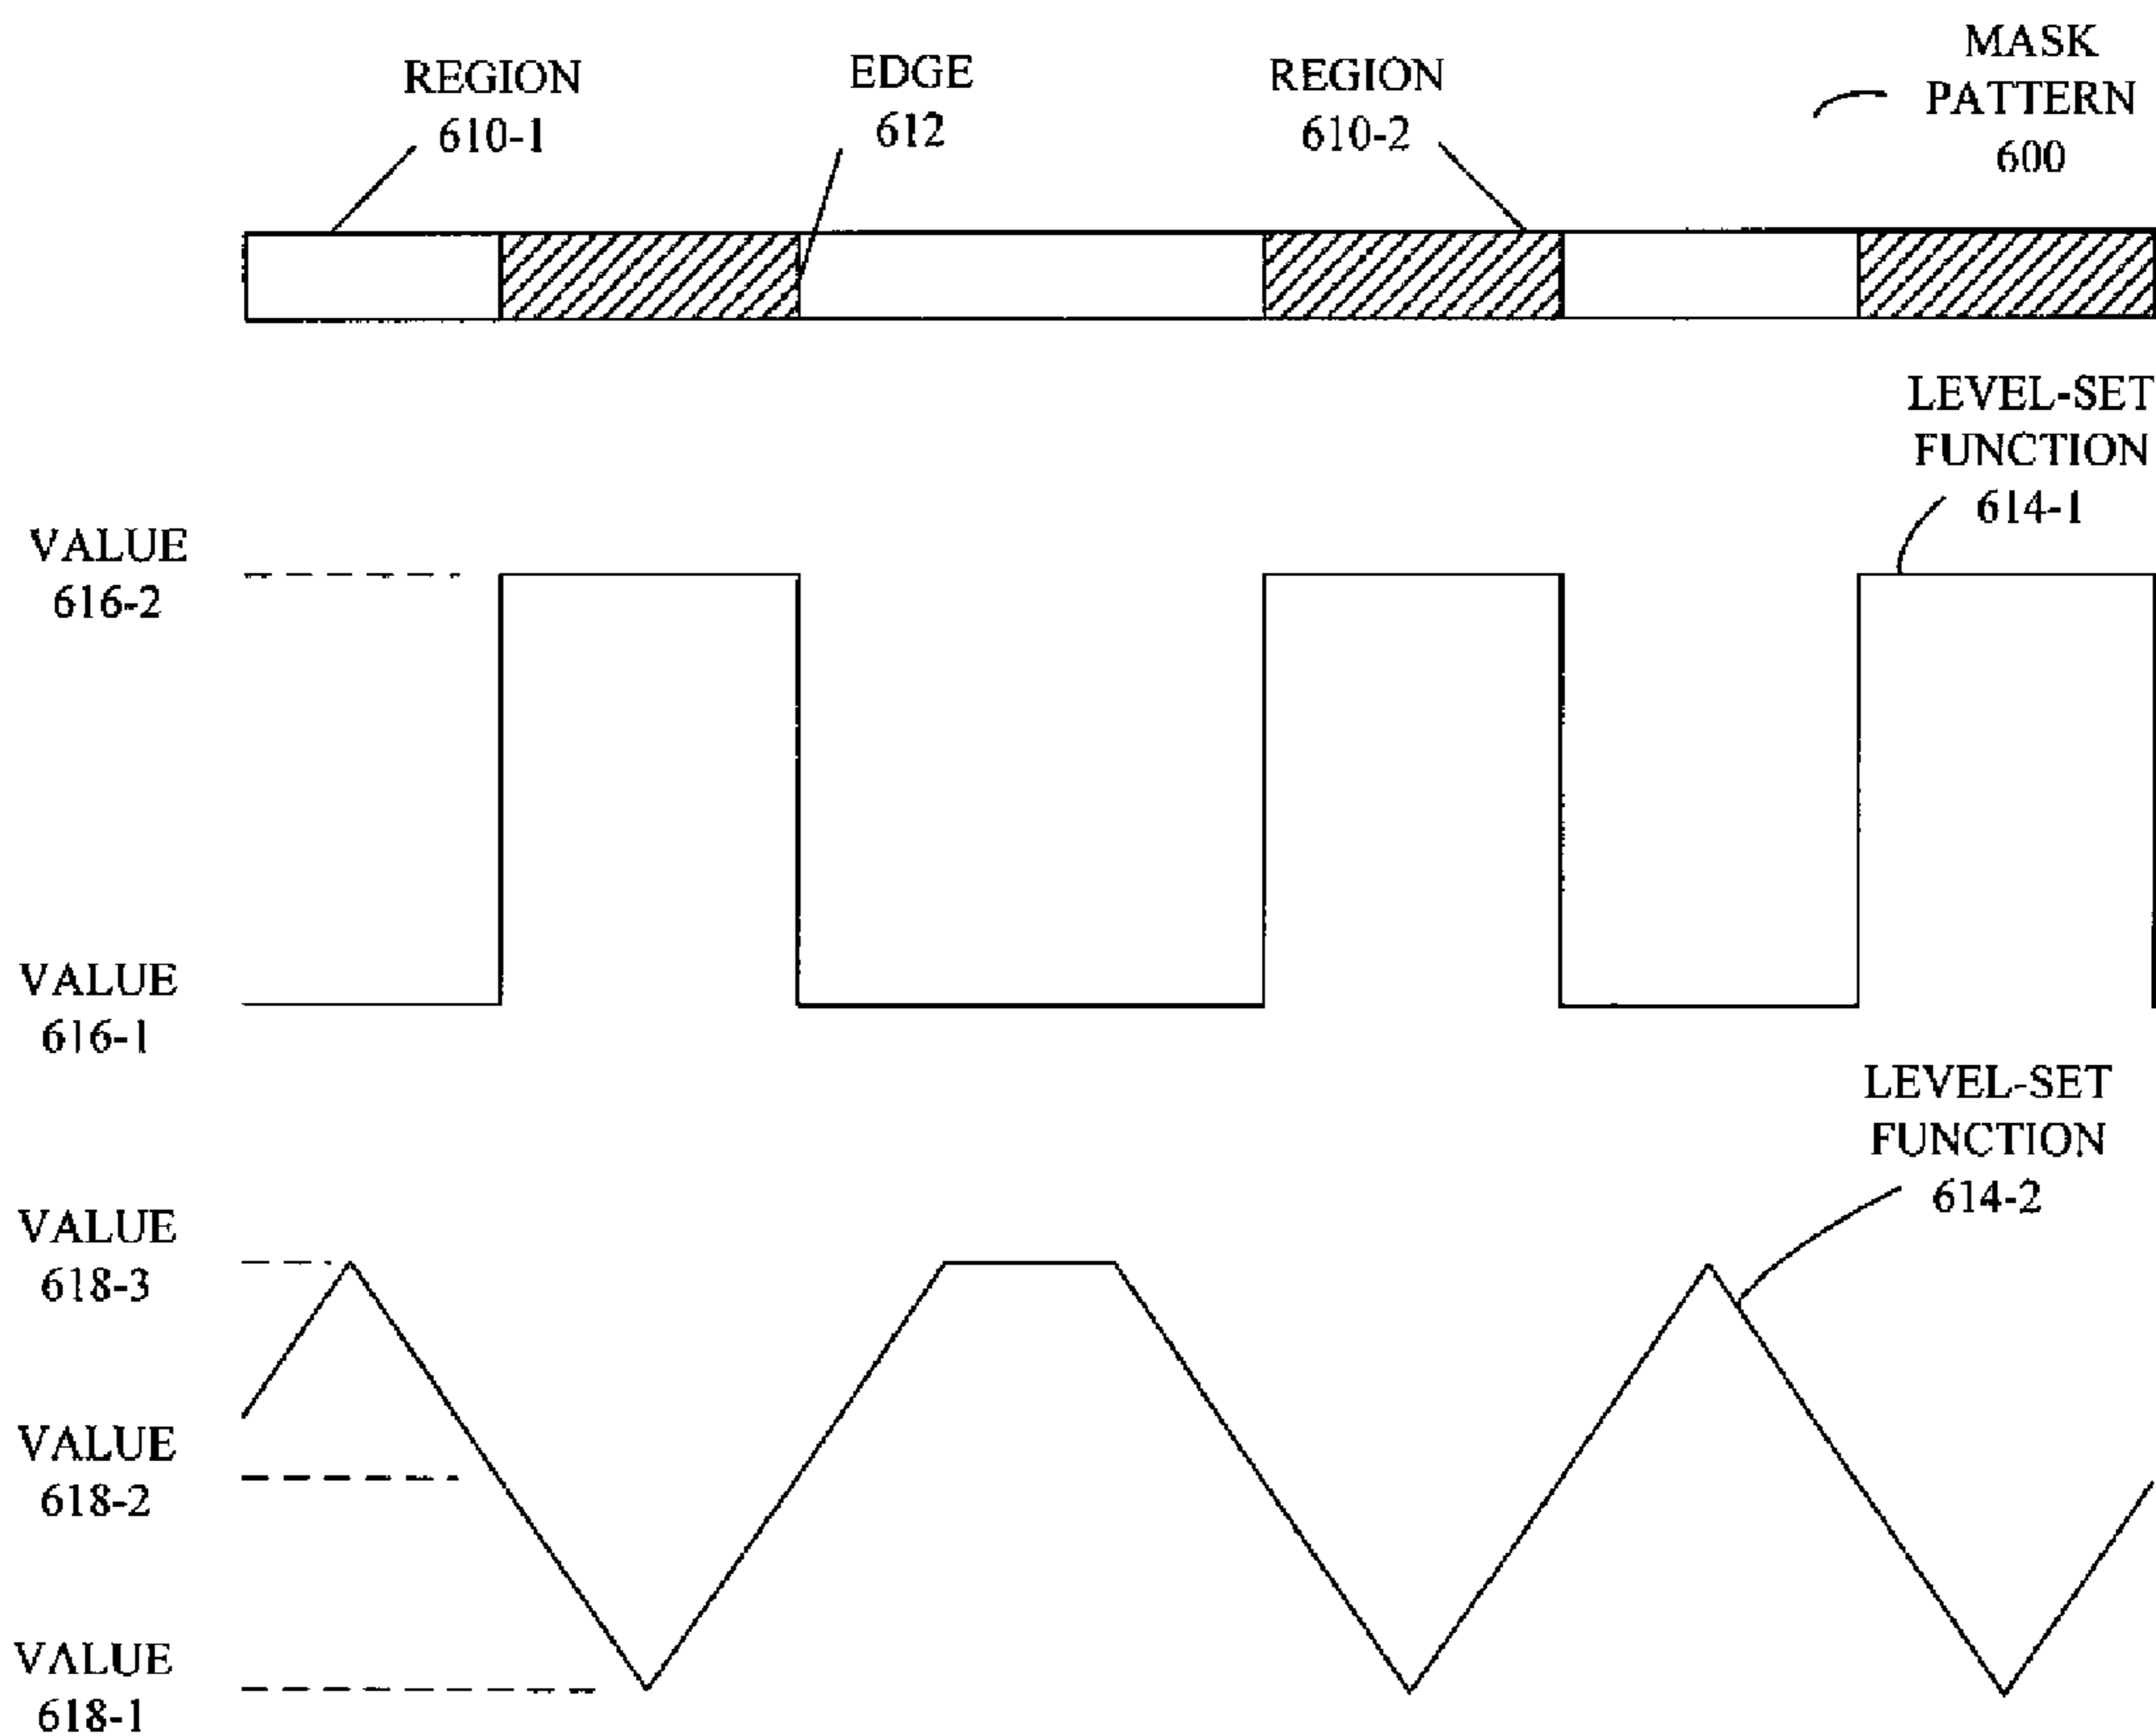 MASK
PATTERN
600
REGION
610-1
EDGE
612
REGION
610-2
LEVEL-SET
FUNCTION
614-1
VALUE
616-2
VALUE
616-1
LEVEL-SET
FUNCTION
614-2
VALUE
618-3
VALUE
618-2
VALUE
618-1